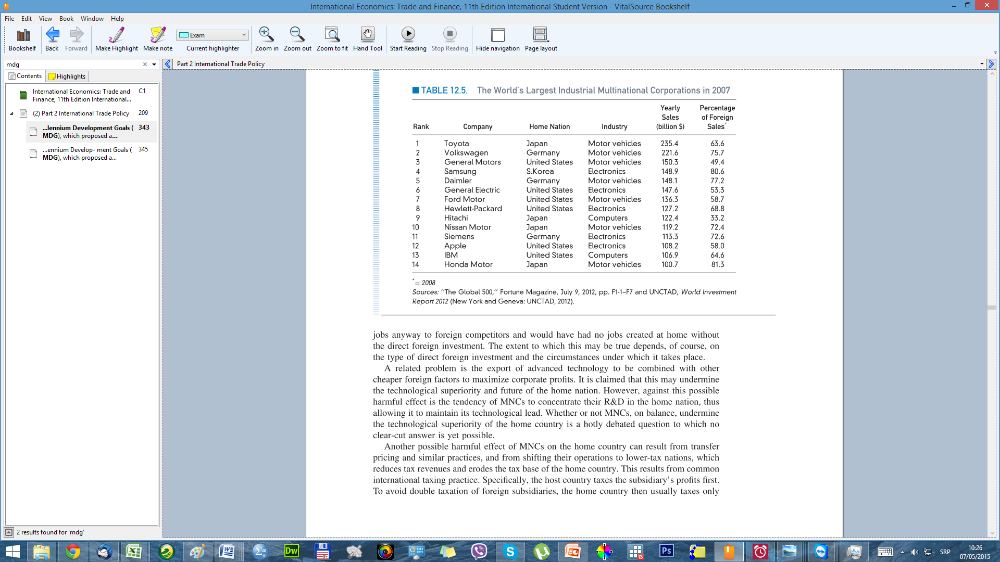 International Economics: Trade and Finance, 11th Edition International Student Version - VitalSource Bookshelf
File Edit View Book Window Help
Bookshelf Back Forward Make Highlight Make note Exam Current highlighter Zoom in Zoom out Zoom to fit Hand Tool Start Reading Stop Reading Hide navigation Page layout
mdg
Part 2 International Trade Policy
Contents Highlights
International Economics: Trade and C1
Finance, 11th Edition International...
(2) Part 2 International Trade Policy 209
...lennium Development Goals ( 343
MDG), which proposed a...
...ennium Develop- ment Goals ( 345
MDG), which proposed a...
2 results found for 'mdg'
TABLE 12.5. The World's Largest Industrial Multinational Corporations in 2007
Yearly Percentage
Sales of Foreign
Rank Company Home Nation Industry (billion $) Sales*
1 Toyota Japan Motor vehicles 235.4 63.6
2 Volkswagen Germany Motor vehicles 221.6 75.7
3 General Motors United States Motor vehicles 150.3 49.4
4 Samsung S.Korea Electronics 148.9 80.6
5 Daimler Germany Motor vehicles 148.1 77.2
6 General Electric United States Electronics 147.6 53.3
7 Ford Motor United States Motor vehicles 136.3 58.7
8 Hewlett-Packard United States Electronics 127.2 68.8
9 Hitachi Japan Computers 122.4 33.2
10 Nissan Motor Japan Motor vehicles 119.2 72.4
11 Siemens Germany Electronics 113.3 72.6
12 Apple United States Electronics 108.2 58.0
13 IBM United States Computers 106.9 64.6
14 Honda Motor Japan Motor vehicles 100.7 81.3
*= 2008
Sources: ''The Global 500,'' Fortune Magazine, July 9, 2012, pp. F1-1–F7 and UNCTAD, World Investment
Report 2012 (New York and Geneva: UNCTAD, 2012).
jobs anyway to foreign competitors and would have had no jobs created at home without
the direct foreign investment. The extent to which this may be true depends, of course, on
the type of direct foreign investment and the circumstances under which it takes place.
A related problem is the export of advanced technology to be combined with other
cheaper foreign factors to maximize corporate profits. It is claimed that this may undermine
the technological superiority and future of the home nation. However, against this possible
harmful effect is the tendency of MNCs to concentrate their R&D in the home nation, thus
allowing it to maintain its technological lead. Whether or not MNCs, on balance, undermine
the technological superiority of the home country is a hotly debated question to which no
clear-cut answer is yet possible.
Another possible harmful effect of MNCs on the home country can result from transfer
pricing and similar practices, and from shifting their operations to lower-tax nations, which
reduces tax revenues and erodes the tax base of the home country. This results from common
international taxing practice. Specifically, the host country taxes the subsidiary's profits first.
To avoid double taxation of foreign subsidiaries, the home country then usually taxes only
Dw 64 13 Ps SRP
10:26
07/05/2015